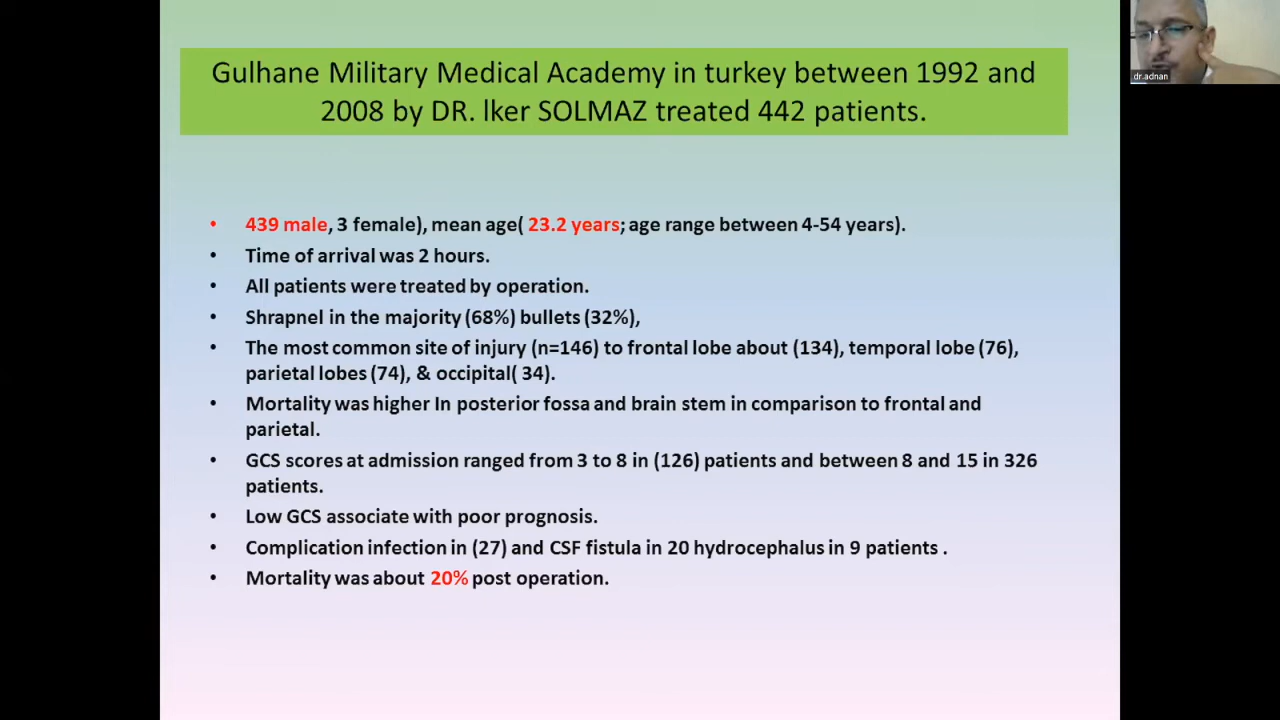 Gulhane Military Medical Academy in turkey between 1992 and
2008 by DR. lker SOLMAZ treated 442 patients.
dr.adnan
• 439 male, 3 female), mean age( 23.2 years; age range between 4-54 years).
• Time of arrival was 2 hours.
• All patients were treated by operation.
• Shrapnel in the majority (68%) bullets (32%),
• The most common site of injury (n=146) to frontal lobe about (134), temporal lobe (76),
parietal lobes (74), & occipital( 34).
• Mortality was higher In posterior fossa and brain stem in comparison to frontal and
parietal.
• GCS scores at admission ranged from 3 to 8 in (126) patients and between 8 and 15 in 326
patients.
• Low GCS associate with poor prognosis.
• Complication infection in (27) and CSF fistula in 20 hydrocephalus in 9 patients .
• Mortality was about 20% post operation.